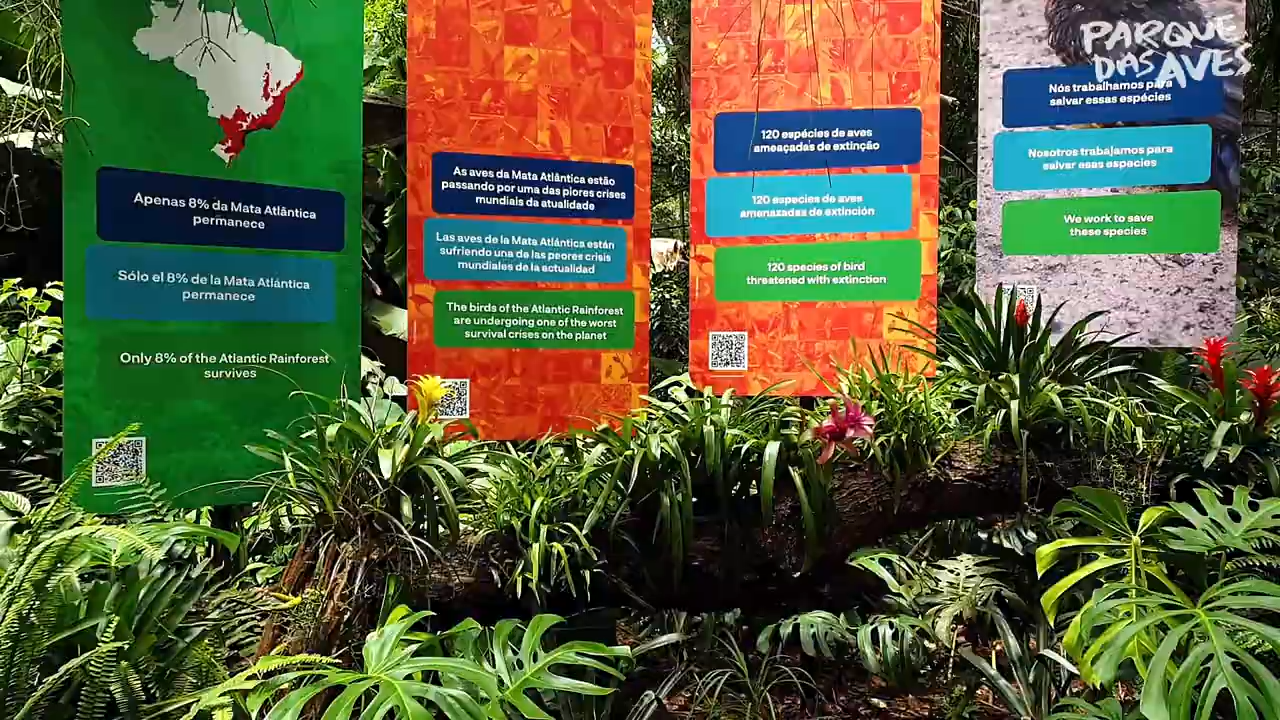 Apenas 8% da Mata Atlântica
permanece
Sólo el 8% de la Mata Atlántica
permanece
Only 8% of the Atlantic Rainforest
survives
As aves da Mata Atlântica estão
passando por uma das piores crises
mundiais da atualidade
Las aves de la Mata Atlántica están
sufriendo una de las peores crisis
mundiales de la actualidad
The birds of the Atlantic Rainforest
are undergoing one of the worst
survival crises on the planet
120 espécies de aves
ameaçadas de extinção
120 especies de aves
amenazadas de extinción
120 species of bird
threatened with extinction
PARQUE
DAS AVES
Nós trabalhamos para
salvar essas espécies
Nosotros trabajamos para
salvar esas especies
We work to save
these species